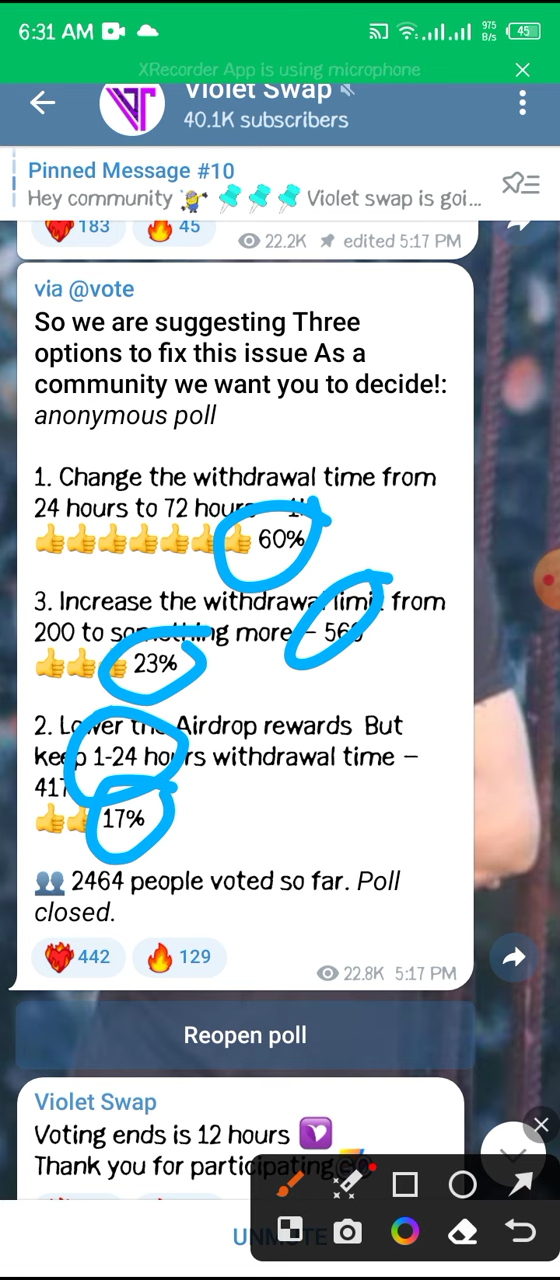 6:31 AM
975 B/s
45
XRecorder App is using microphone
Violet Swap
40.1K subscribers
Pinned Message #10
Hey community Violet swap is goi...
183 45
22.2K edited 5:17 PM
via @vote
So we are suggesting Three
options to fix this issue As a
community we want you to decide!:
anonymous poll
1. Change the withdrawal time from
24 hours to 72 hours
60%
3. Increase the withdrawal limit from
200 to something more –
23%
2. Lower the Airdrop rewards But
keep 1-24 hours withdrawal time –
417
17%
2464 people voted so far. Poll
closed.
442 129
22.8K 5:17 PM
Reopen poll
Violet Swap
Voting ends is 12 hours
Thank you for participating